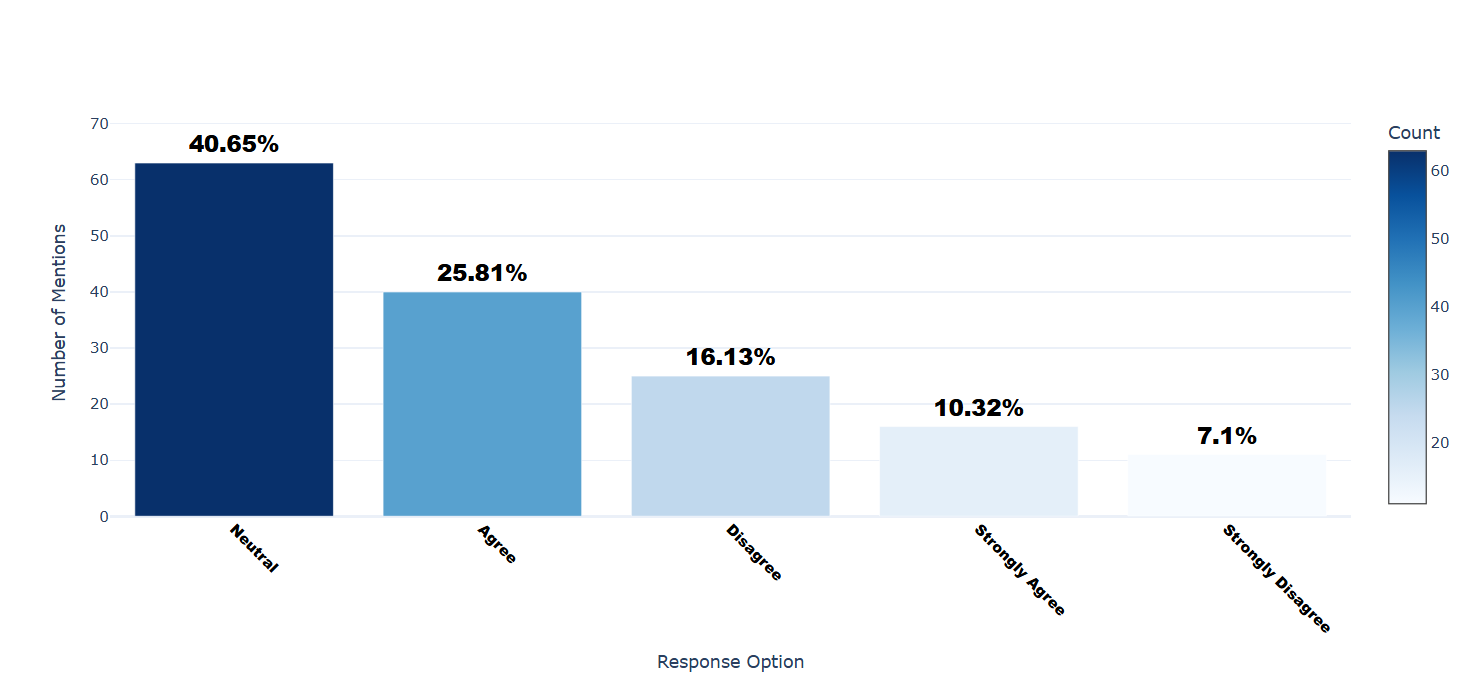 Count
70
60
50
40
30
20
10
0
Number of Mentions
40.65%
25.81%
16.13%
10.32%
7.1%
Neutral
Agree
Disagree
Strongly Agree
Strongly Disagree
Response Option
60
50
40
30
20